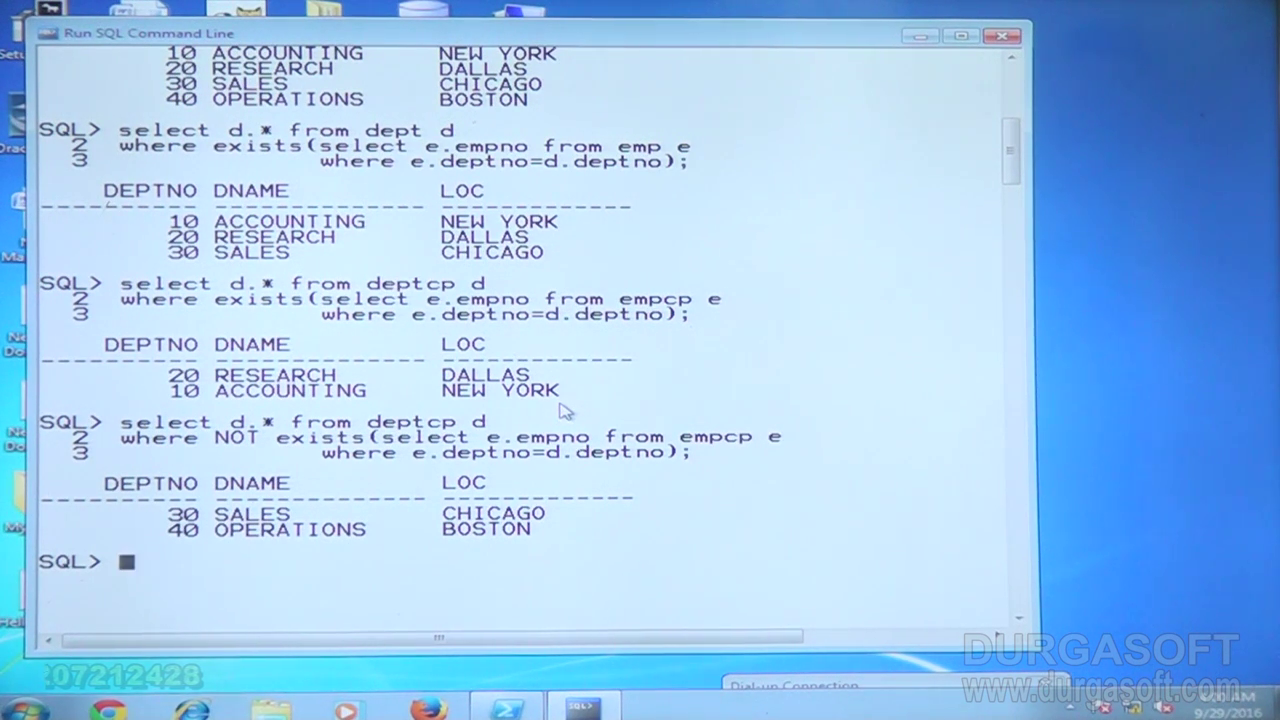 Run SQL Command Line
10 ACCOUNTING NEW YORK
20 RESEARCH DALLAS
30 SALES CHICAGO
40 OPERATIONS BOSTON
SQL> select d.* from dept d
2 where exists(select e.empno from emp e
3 where e.deptno=d.deptno);
DEPTNO DNAME LOC
---------- -------------- -------------
10 ACCOUNTING NEW YORK
20 RESEARCH DALLAS
30 SALES CHICAGO
SQL> select d.* from deptcp d
2 where exists(select e.empno from empcp e
3 where e.deptno=d.deptno);
DEPTNO DNAME LOC
---------- -------------- -------------
20 RESEARCH DALLAS
10 ACCOUNTING NEW YORK
SQL> select d.* from deptcp d
2 where NOT exists(select e.empno from empcp e
3 where e.deptno=d.deptno);
DEPTNO DNAME LOC
---------- -------------- -------------
30 SALES CHICAGO
40 OPERATIONS BOSTON
SQL>
DURGASOFT
07212428
Dial-up Connection
www.durgasoft.com
9/29/2016